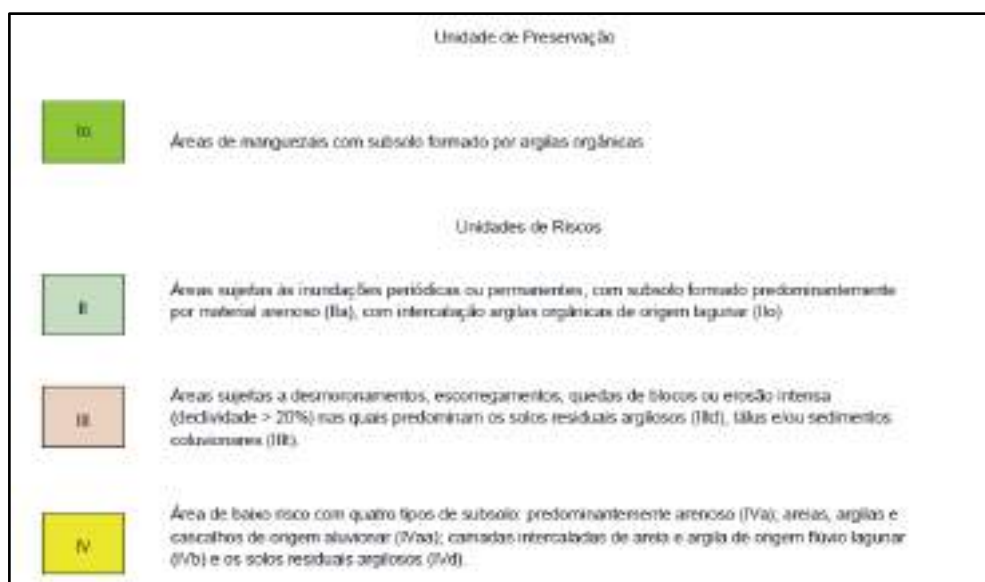 Unidade de Preservação
Io
Áreas de manguezais com subsolo formado por argilas orgânicas
Unidades de Riscos
II
Áreas sujeitas às inundações periódicas ou permanentes, com subsolo formado predominantemente
por material arenoso (IIa), com intercalação argilas orgânicas de origem lagunar (IIo)
III
Áreas sujeitas a desmoronamentos, escorregamentos, quedas de blocos ou erosão intensa
(declividade > 20%) nas quais predominam os solos residuais argilosos (IIId), tálus e/ou sedimentos
coluvionares (IIIt).
IV
Área de baixo risco com quatro tipos de subsolo: predominantemente arenoso (IVa); areias, argilas e
cascalhos de origem aluvionar (IVaa); camadas intercaladas de areia e argila de origem flúvio lagunar
(IVb) e os solos residuais argilosos (IVd).